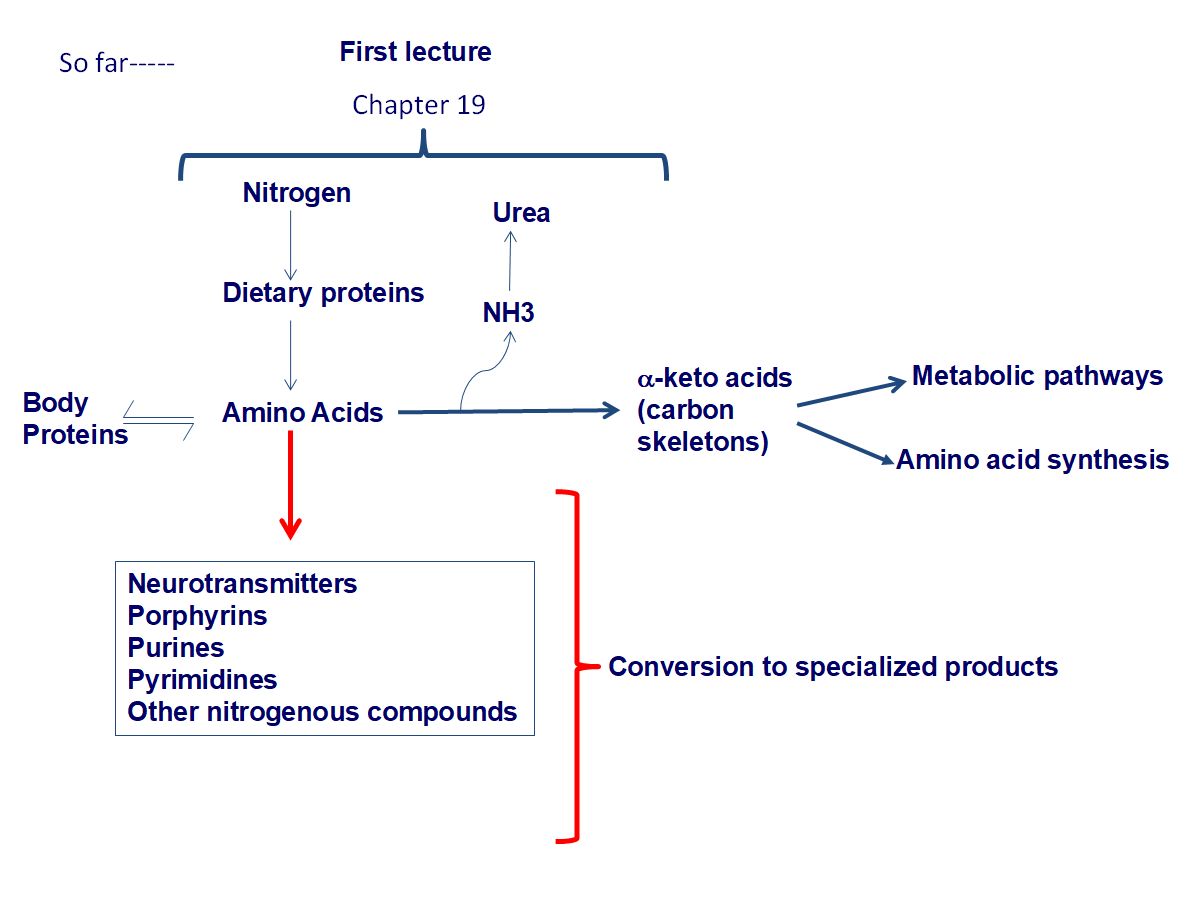 So far-----
First lecture
Chapter 19
Nitrogen
Urea
Dietary proteins
NH3
Body
Proteins
Amino Acids
α-keto acids
(carbon
skeletons)
Metabolic pathways
Amino acid synthesis
Neurotransmitters
Porphyrins
Purines
Pyrimidines
Other nitrogenous compounds
Conversion to specialized products